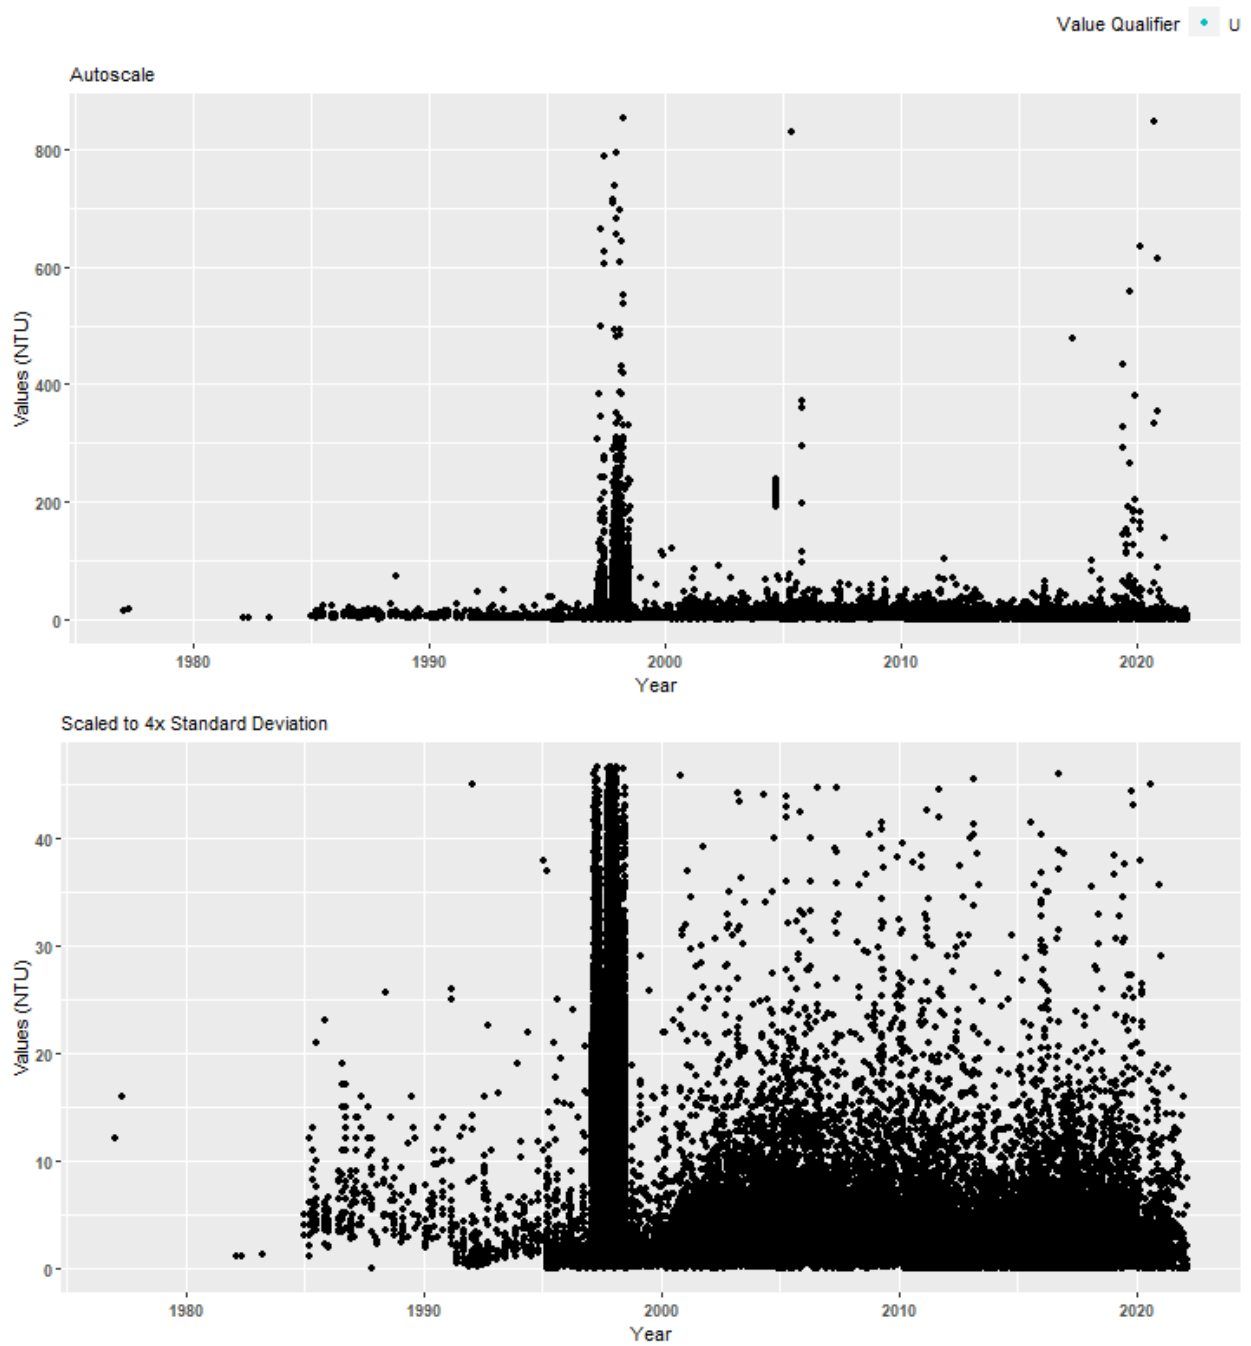 Value Qualifier U
Autoscale
Values (NTU)
800
600
400
200
0
1980 1990 2000 2010 2020
Year
Scaled to 4x Standard Deviation
Values (NTU)
40
30
20
10
0
1980 1990 2000 2010 2020
Year